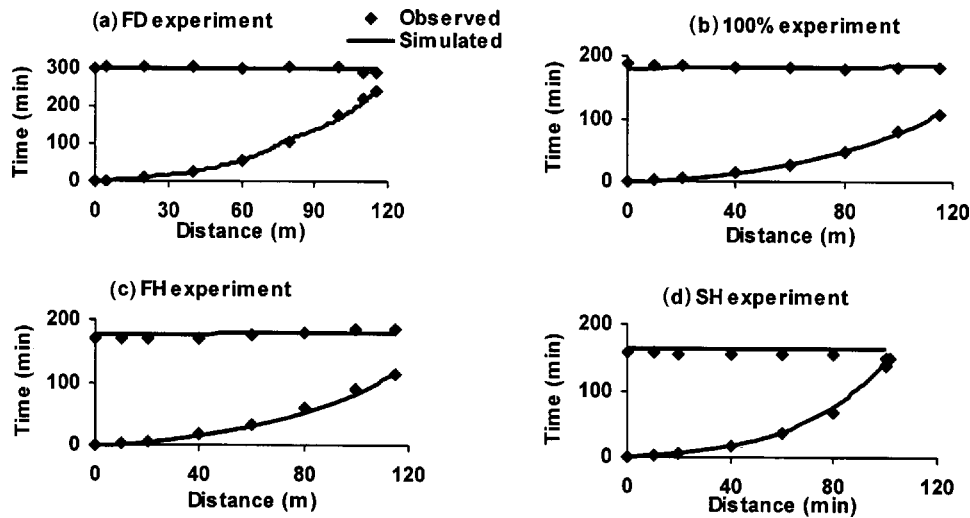 (a) FD experiment
Observed
Simulated
Time (min)
300
200
100
0
0 30 60 90 120
Distance (m)
(b) 100% experiment
Time (min)
200
100
0
0 40 80 120
Distance (m)
(c) FH experiment
Time (min)
200
100
0
0 40 80 120
Distance (m)
(d) SH experiment
Time (min)
200
100
0
0 40 80 120
Distance (min)